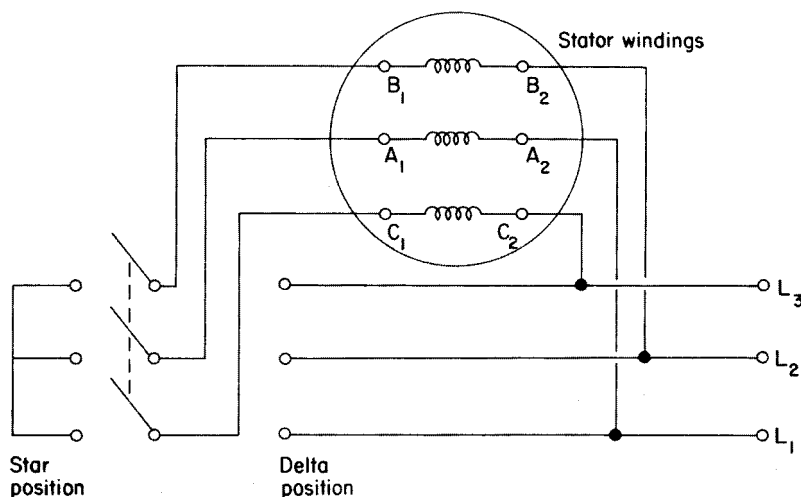 Stator windings
B₁ B₂
A₁ A₂
C₁ C₂
L₃
L₂
L₁
Star
position
Delta
position